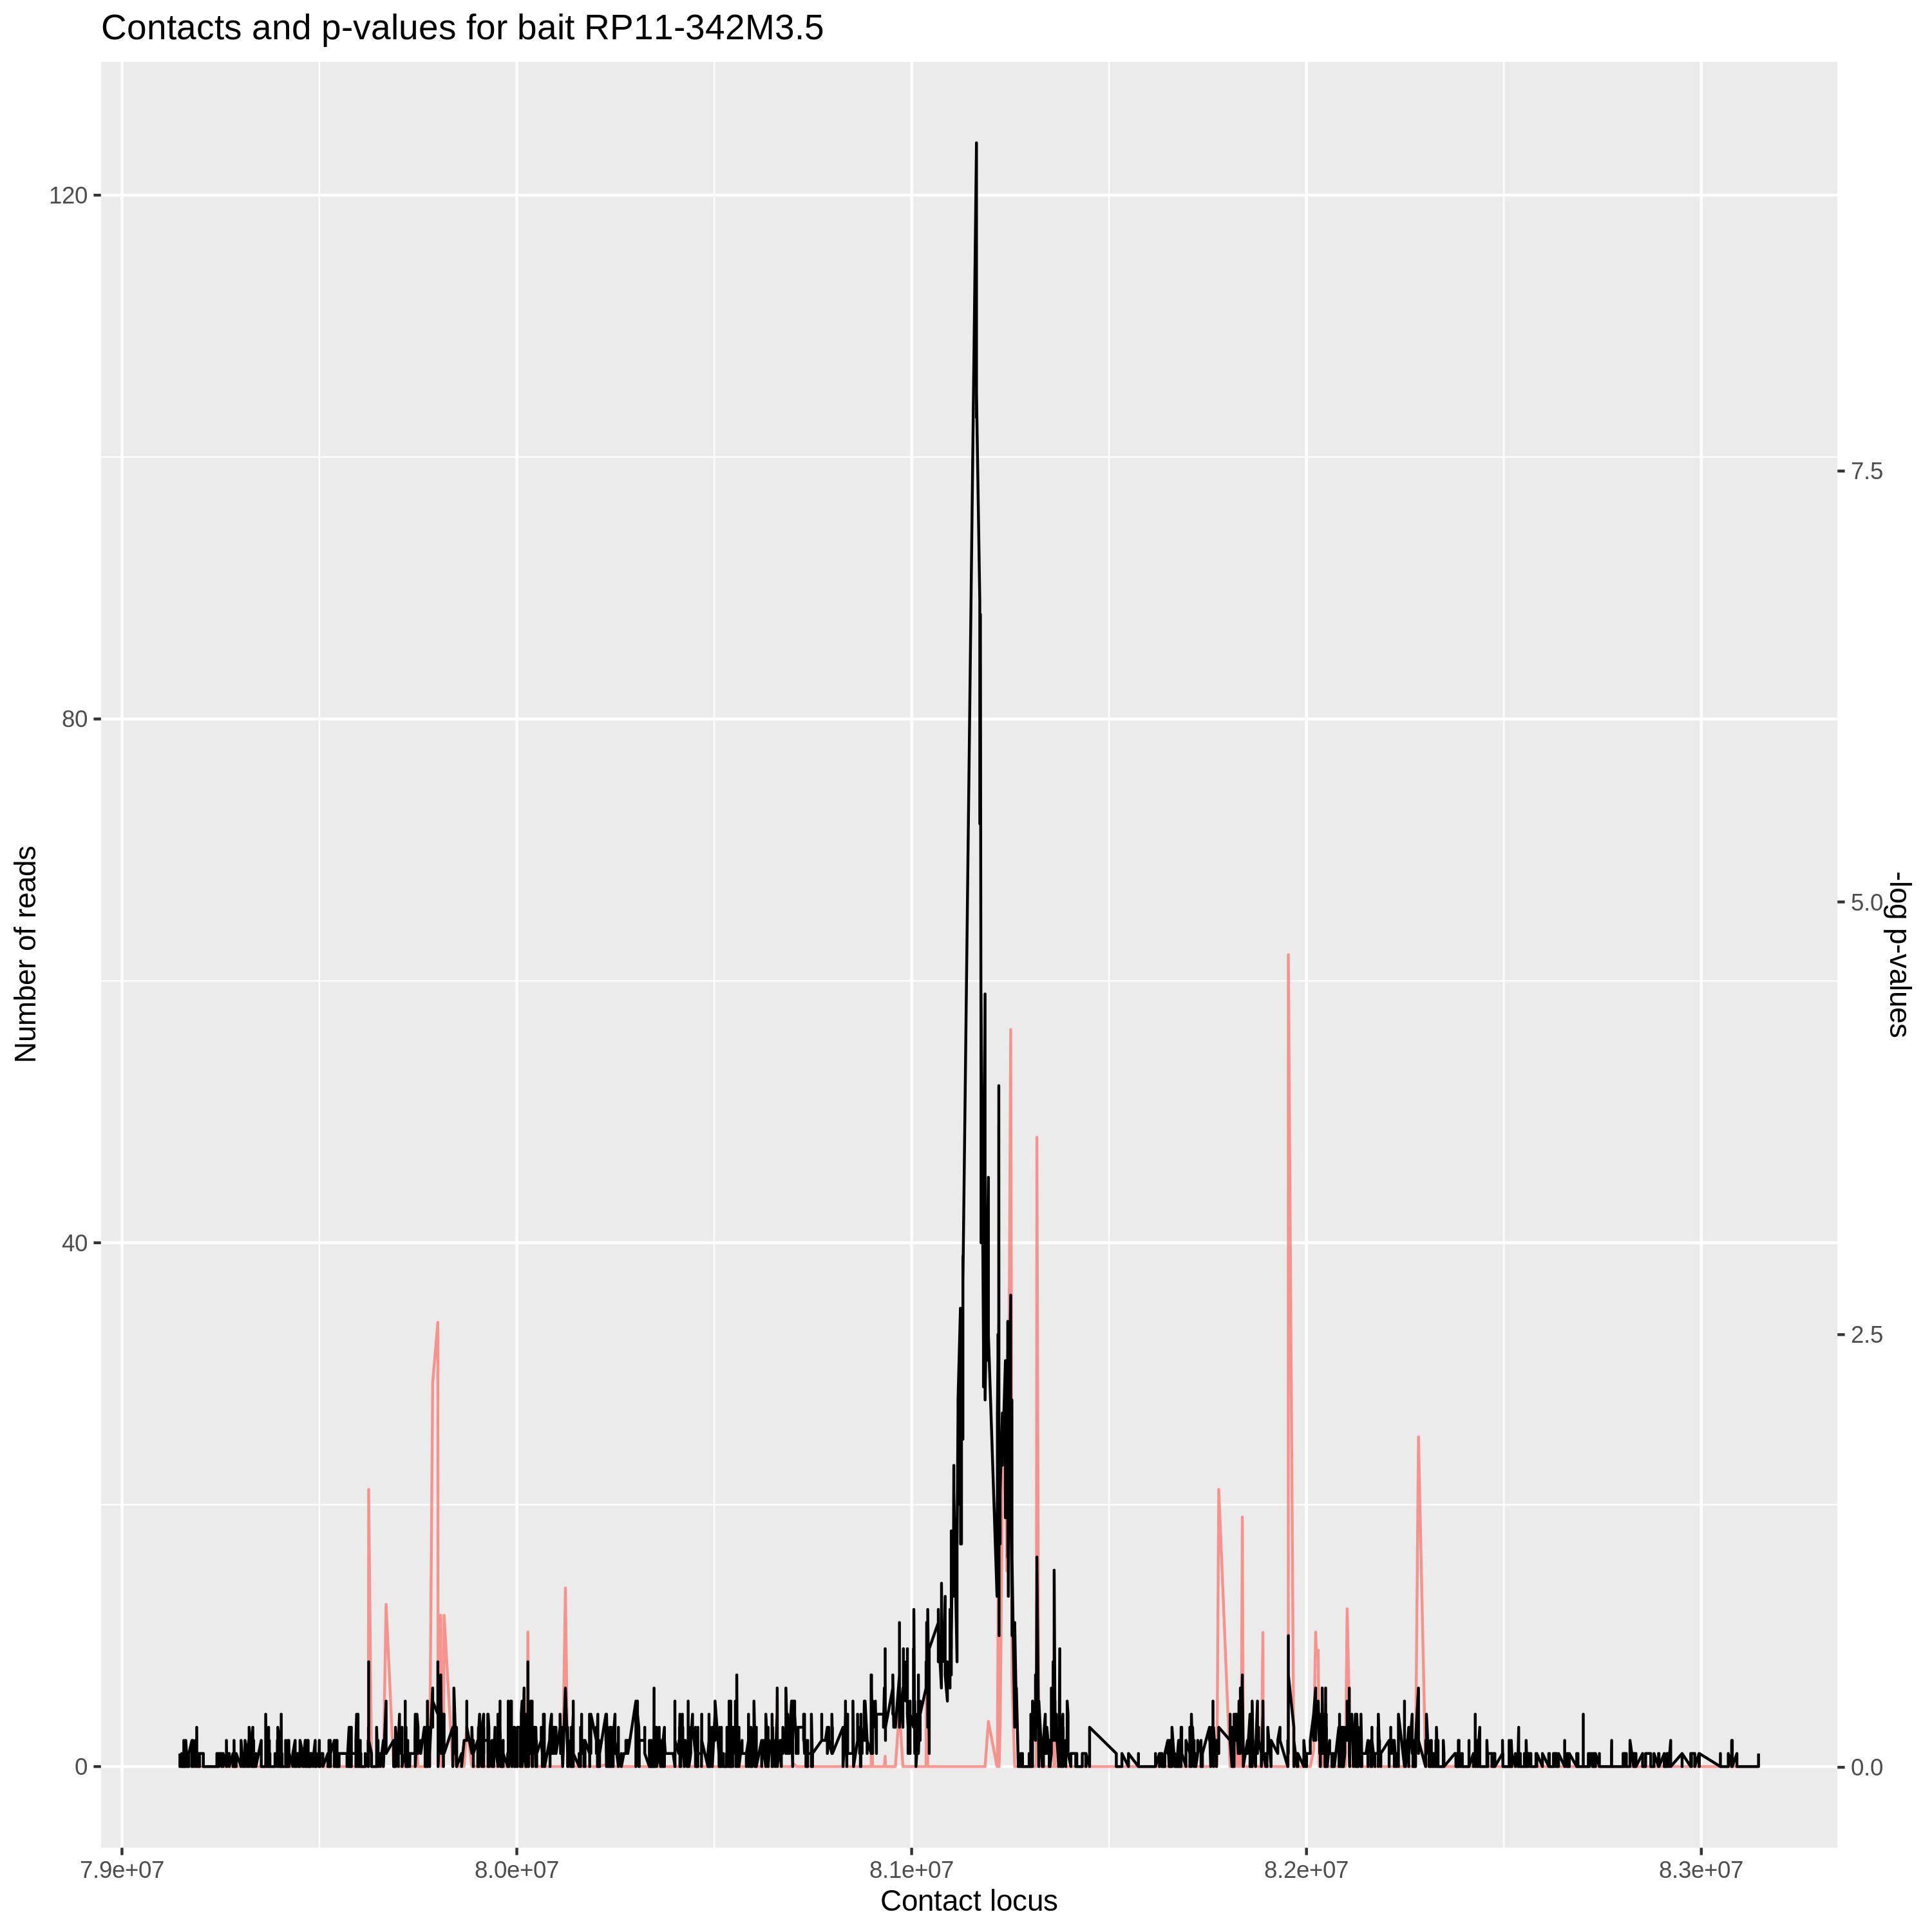 Contacts and p-values for bait RP11-342M3.5
120
80
40
0
Number of reads
7.5
5.0
2.5
0.0
-log p-values
7.9e+07
8.0e+07
8.1e+07
8.2e+07
8.3e+07
Contact locus